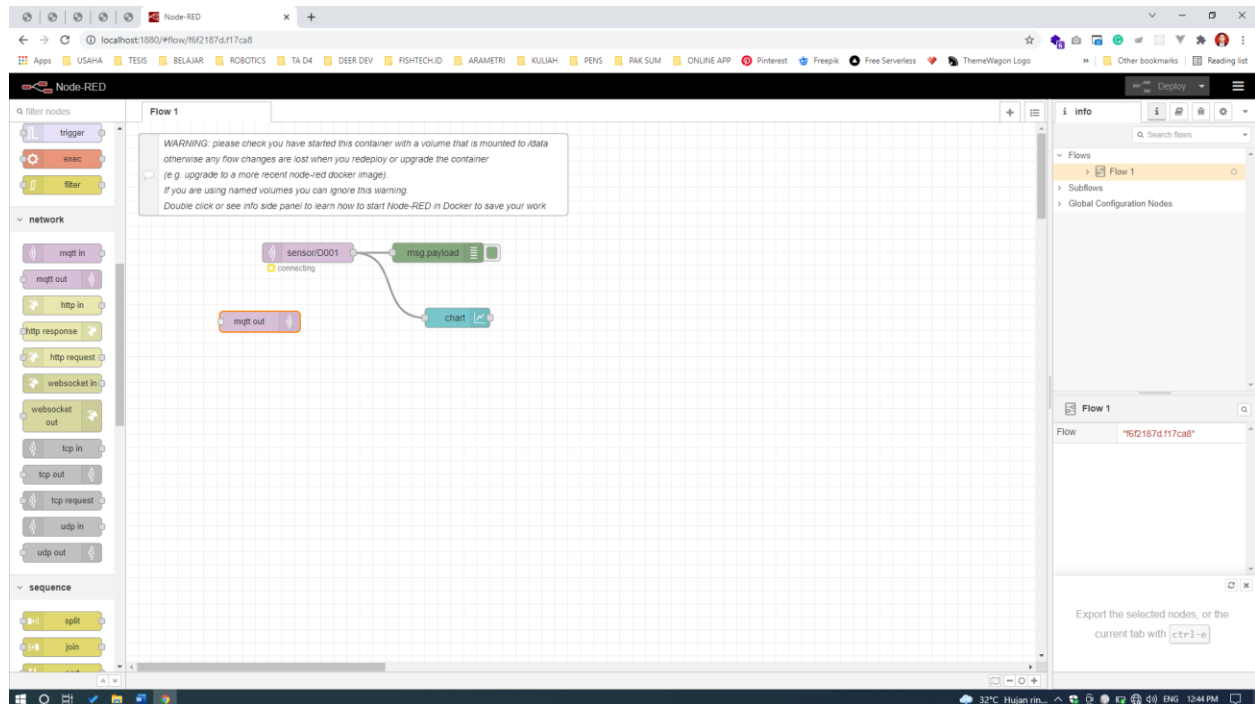 Node-RED
localhost:1880/#flow/f6f2187d.f17ca8
Apps USAHA TESIS BELAJAR ROBOTICS TA D4 DEER DEV FISHTECH.ID ARAMETRI KULIAH PENS PAK SUM ONLINE APP Pinterest Freepik Free Serverless ThemeWagon Logo » Other bookmarks Reading list
Node-RED Deploy
filter nodes
Flow 1
info
trigger
exec
filter
network
mqtt in
mqtt out
http in
http response
http request
websocket in
websocket
out
tcp in
tcp out
tcp request
udp in
udp out
sequence
split
join
WARNING: please check you have started this container with a volume that is mounted to /data
otherwise any flow changes are lost when you redeploy or upgrade the container
(e.g. upgrade to a more recent node-red docker image).
If you are using named volumes you can ignore this warning.
Double click or see info side panel to learn how to start Node-RED in Docker to save your work
sensor/D001
connecting
msg.payload
mqtt out
chart
Search flows
Flows
Flow 1
Subflows
Global Configuration Nodes
Flow 1
Flow "f6f2187d.f17ca8"
Export the selected nodes, or the
current tab with ctrl-e
32°C Hujan rin... ENG 12:44 PM